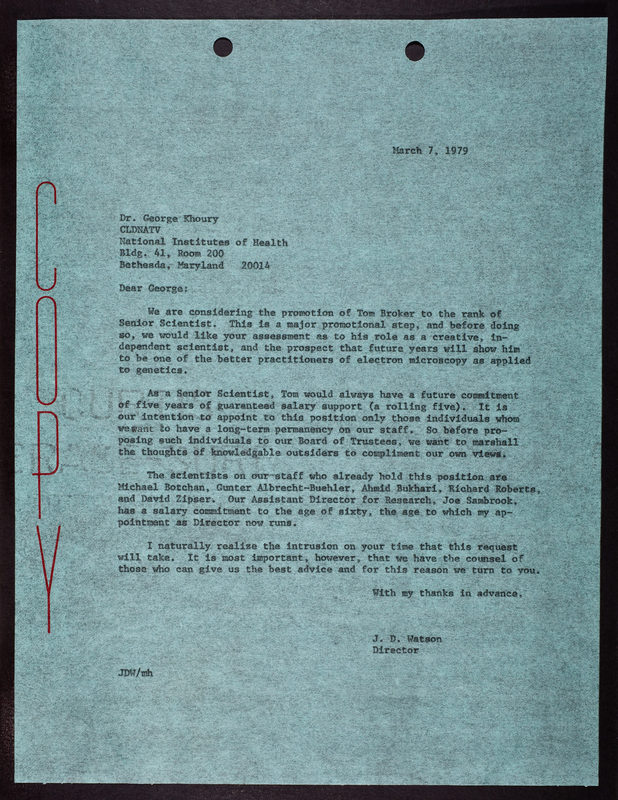 March 7, 1979
COPY
Dr. George Khoury
CLDNATV
National Institutes of Health
Bldg. 41, Room 200
Bethesda, Maryland 20014
Dear George:
We are considering the promotion of Tom Broker to the rank of
Senior Scientist. This is a major promotional step, and before doing
so, we would like your assessment as to his role as a creative, in-
dependent scientist, and the prospect that future years will show him
to be one of the better practitioners of electron microscopy as applied
to genetics.
As a Senior Scientist, Tom would always have a future commitment
of five years of guaranteed salary support (a rolling five). It is
our intention to appoint to this position only those individuals whom
we want to have a long-term permanency on our staff. So before pro-
posing such individuals to our Board of Trustees, we want to marshall
the thoughts of knowledgable outsiders to compliment our own views.
The scientists on our staff who already hold this position are
Michael Botchan, Gunter Albrecht-Buehler, Ahmid Bukhari, Richard Roberts,
and David Zipser. Our Assistant Director for Research, Joe Sambrook,
has a salary commitment to the age of sixty, the age to which my ap-
pointment as Director now runs.
I naturally realize the intrusion on your time that this request
will take. It is most important, however, that we have the counsel of
those who can give us the best advice and for this reason we turn to you.
With my thanks in advance,
J. D. Watson
Director
JDW/mh